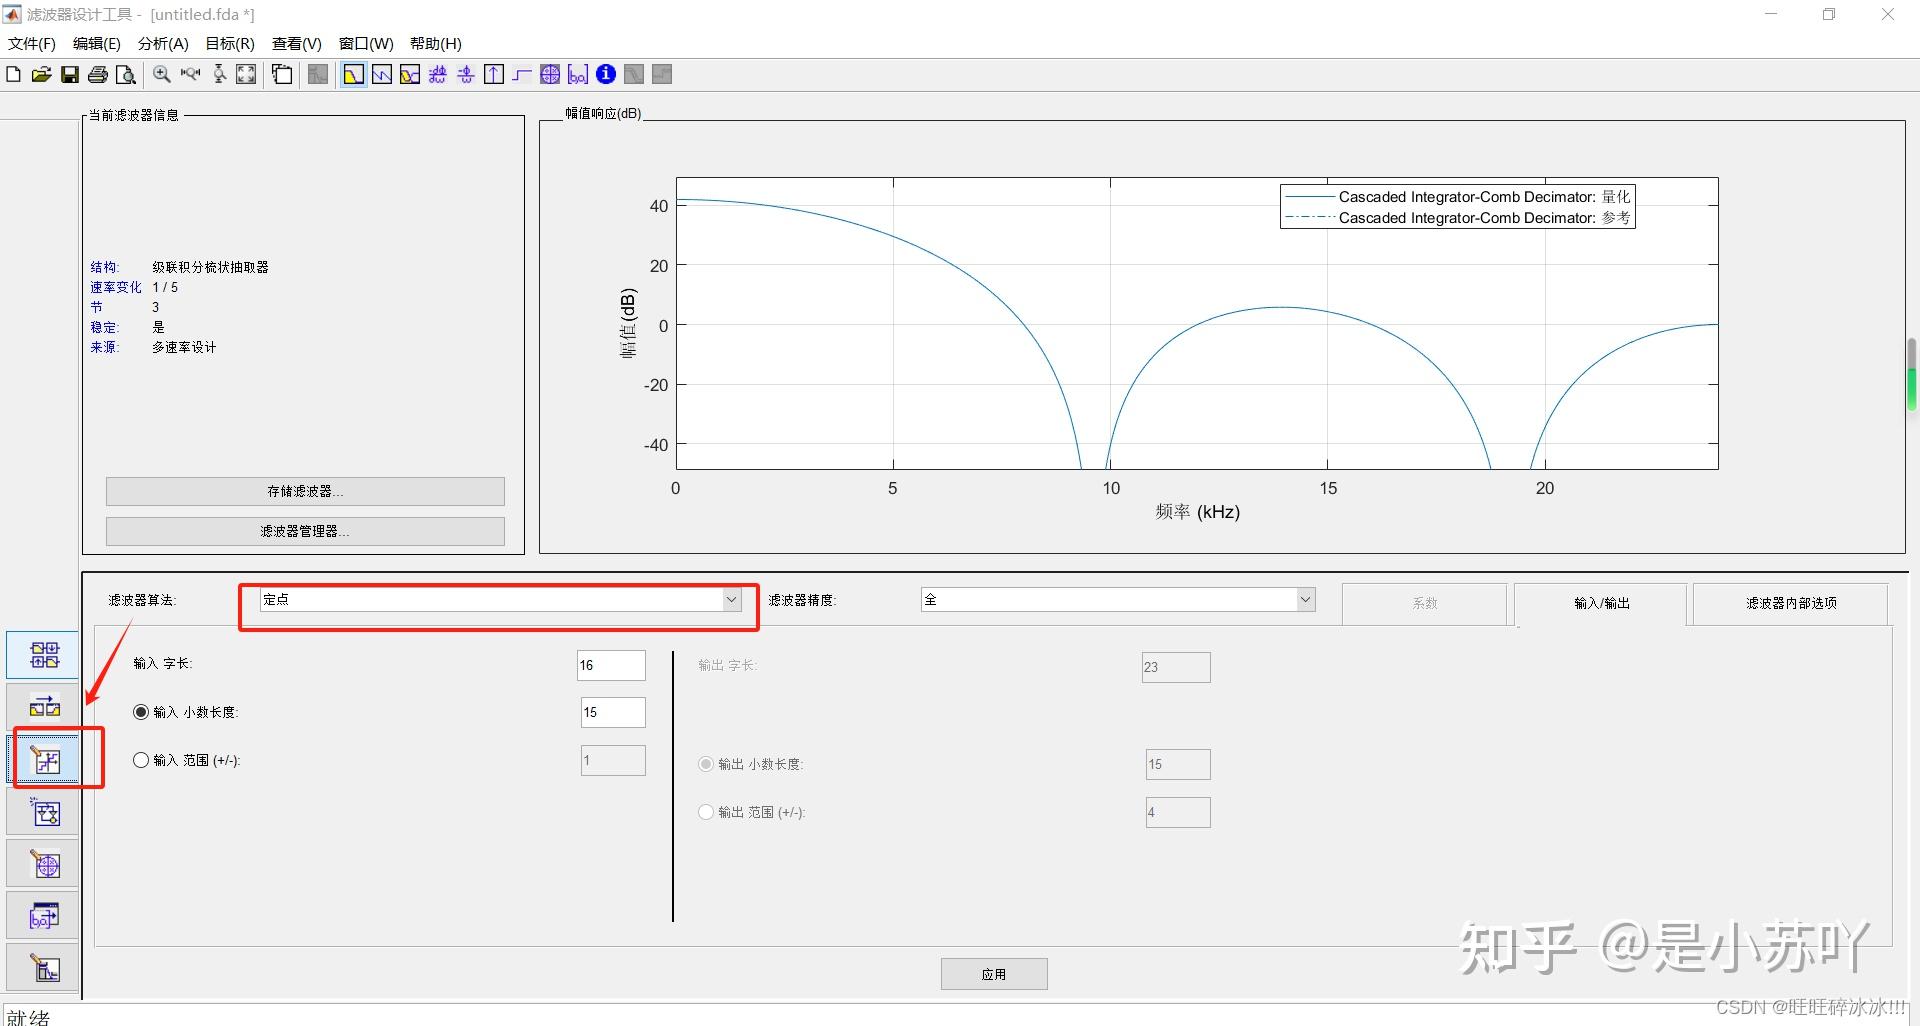 滤波器设计工具 - [untitled.fda *]
文件(F) 编辑(E) 分析(A) 目标(R) 查看(V) 窗口(W) 帮助(H)
当前滤波器信息
结构: 级联积分梳状抽取器
速率变化 1 / 5
节 3
稳定: 是
来源: 多速率设计
存储滤波器...
滤波器管理器...
幅值响应(dB)
Cascaded Integrator-Comb Decimator: 量化
Cascaded Integrator-Comb Decimator: 参考
40
20
0
-20
-40
幅值 (dB)
0 5 10 15 20
频率 (kHz)
滤波器算法: 定点 滤波器精度: 全 系数 输入/输出 滤波器内部选项
输入 字长: 16
输入 小数长度: 15
输入 范围 (+/-): 1
输出 字长: 23
输出 小数长度: 15
输出 范围 (+/-): 4
应用
知乎 @是小苏吖
CSDN @旺旺碎冰冰!!!
就绪